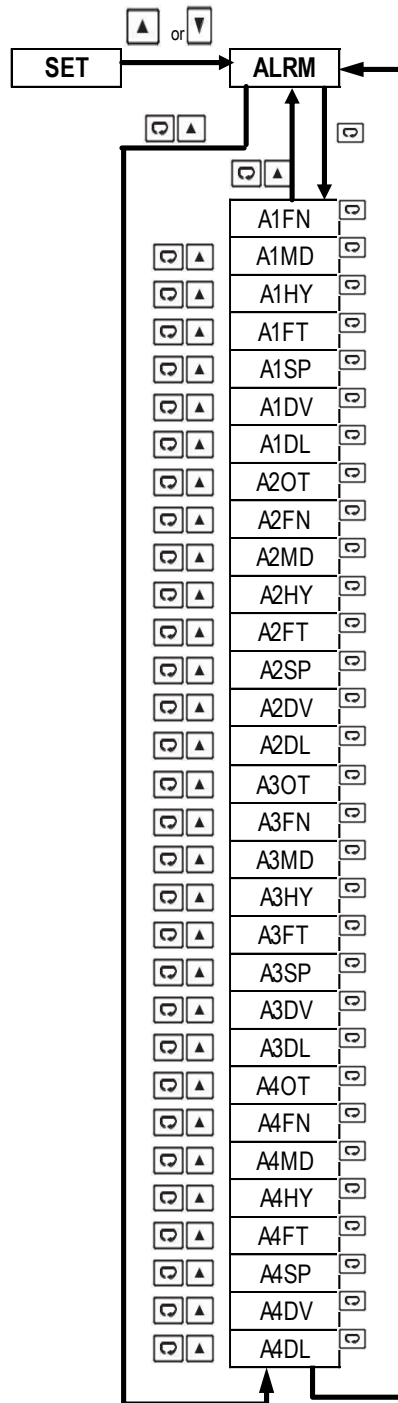 or
SET ALRM
A1FN
A1MD
A1HY
A1FT
A1SP
A1DV
A1DL
A2OT
A2FN
A2MD
A2HY
A2FT
A2SP
A2DV
A2DL
A3OT
A3FN
A3MD
A3HY
A3FT
A3SP
A3DV
A3DL
A4OT
A4FN
A4MD
A4HY
A4FT
A4SP
A4DV
A4DL